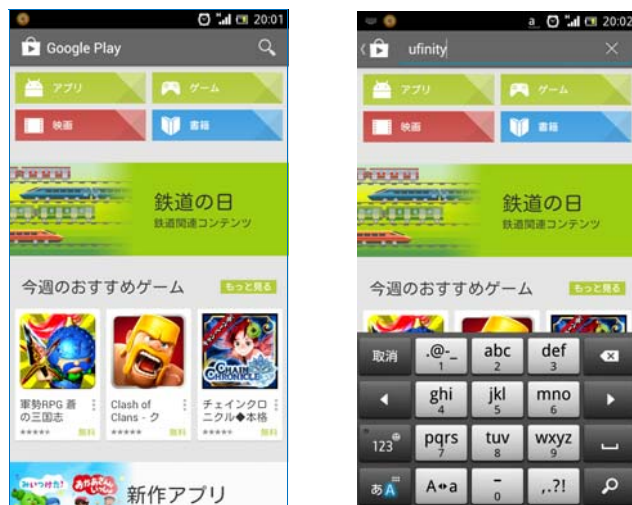 20:01
Google Play
アプリ
ゲーム
映画
書籍
鉄道の日
鉄道関連コンテンツ
今週のおすすめゲーム
もっと見る
CHAIN
CHRONICLE
軍勢RPG 蒼
の三国志
無料
Clash of
Clans - ク
無料
チェインクロ
ニクル◆本格
無料
新作アプリ
a 20:02
ufinity
アプリ
ゲーム
映画
書籍
鉄道の日
鉄道関連コンテンツ
今週のおすすめゲーム
もっと見る
取消
.@-_
1
abc
2
def
3
ghi
4
jkl
5
mno
6
123
pqrs
7
tuv
8
wxyz
9
あA
A↔a
-
0
,.?!